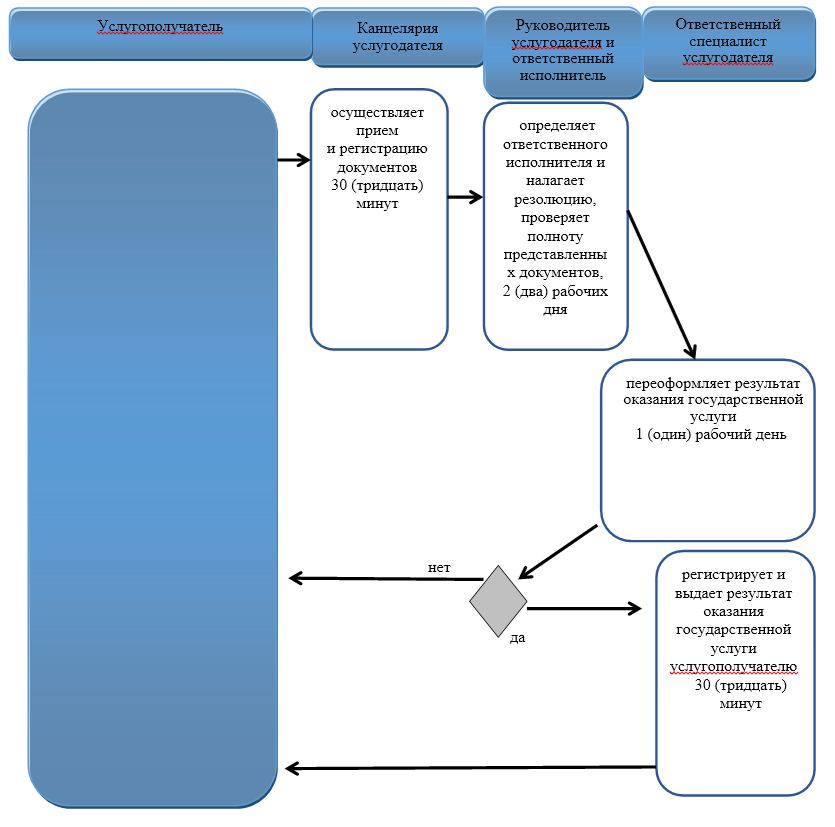 Услугополучатель
Канцелярия
услугодателя
Руководитель
услугодателя и
ответственный
исполнитель
Ответственный
специалист
услугодателя
осуществляет
прием
и регистрацию
документов
30 (тридцать)
минут
определяет
ответственного
исполнителя и
налагает
резолюцию,
проверяет
полноту
представленны
х документов,
2 (два) рабочих
дня
переоформляет результат
оказания государственной
услуги
1 (один) рабочий день
нет
да
регистрирует и
выдает результат
оказания
государственной
услуги
услугополучателю
30 (тридцать)
минут